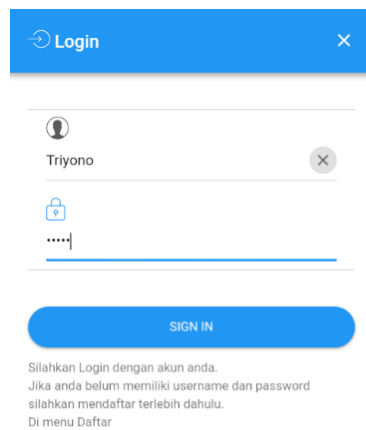 Login
Triyono
•••••
SIGN IN
Silahkan Login dengan akun anda.
Jika anda belum memiliki username dan password
silahkan mendaftar terlebih dahulu.
Di menu Daftar